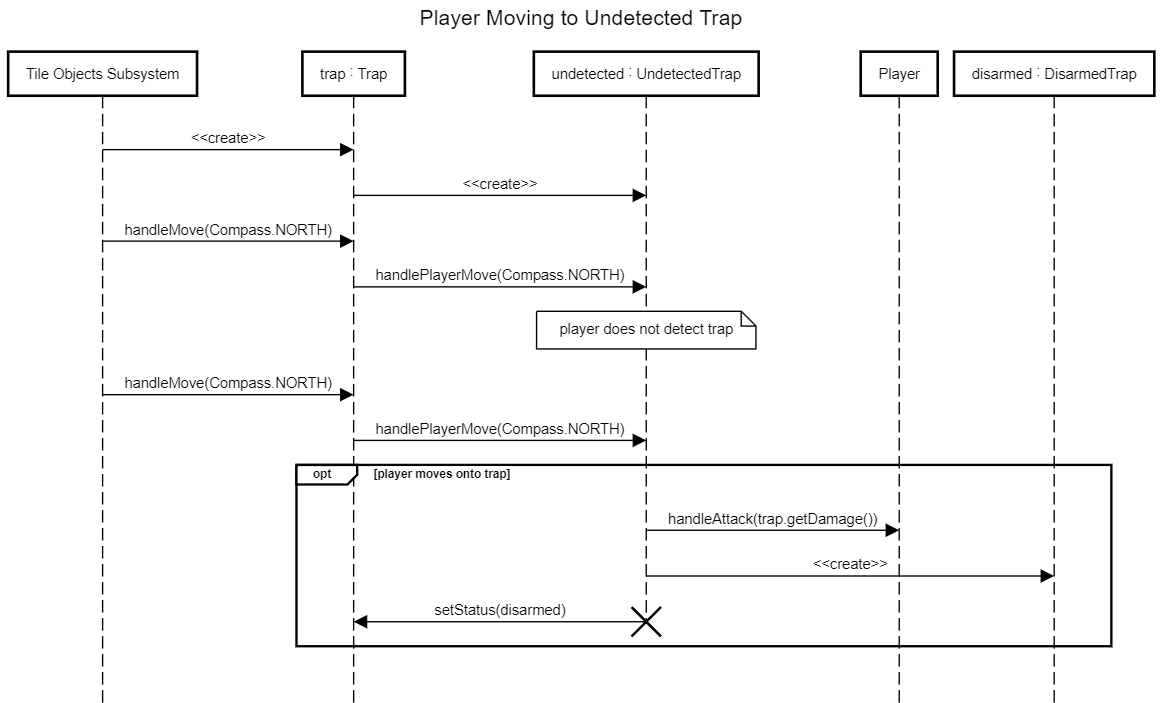 Player Moving to Undetected Trap
Tile Objects Subsystem
trap : Trap
undetected : UndetectedTrap
Player
disarmed : DisarmedTrap
<<create>>
<<create>>
handleMove(Compass.NORTH)
handlePlayerMove(Compass.NORTH)
player does not detect trap
handleMove(Compass.NORTH)
handlePlayerMove(Compass.NORTH)
opt
[player moves onto trap]
handleAttack(trap.getDamage())
<<create>>
setStatus(disarmed)